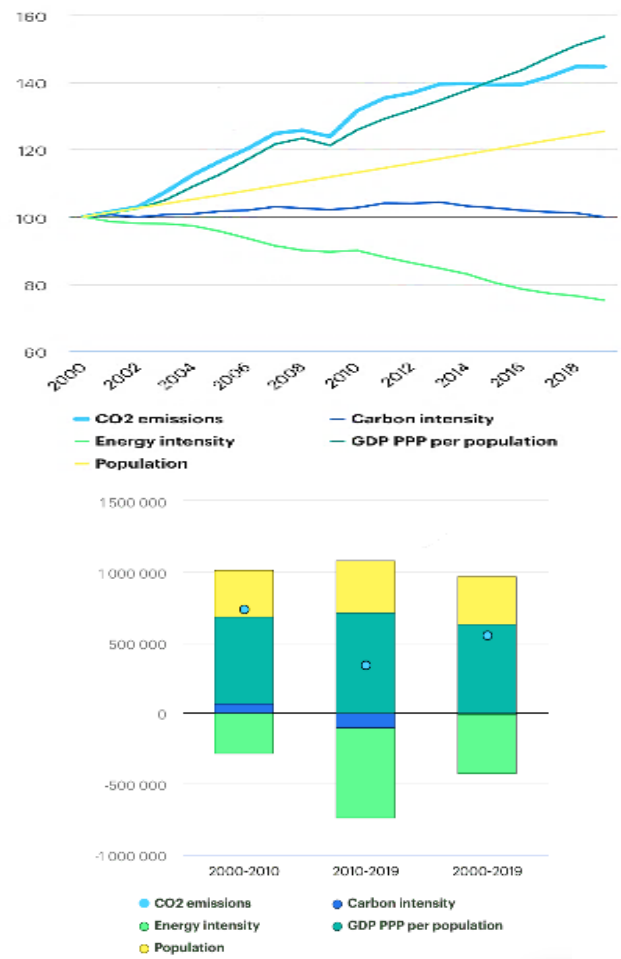 160
140
120
100
80
60
2000 2002 2004 2006 2008 2010 2012 2014 2016 2018
CO2 emissions Carbon intensity
Energy intensity GDP PPP per population
Population
1 500 000
1 000 000
500 000
0
-500 000
-1 000 000
2000-2010 2010-2019 2000-2019
CO2 emissions Carbon intensity
Energy intensity GDP PPP per population
Population